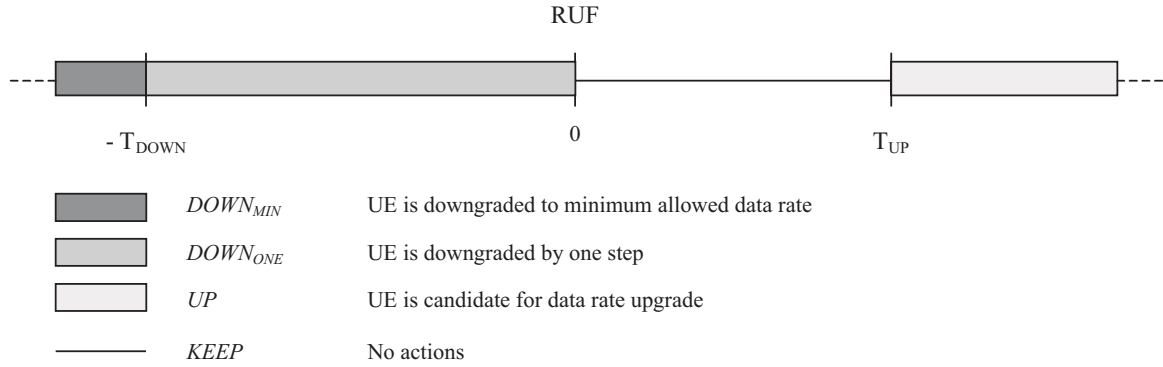 RUF
- T_DOWN 0 T_UP
DOWN_MIN UE is downgraded to minimum allowed data rate
DOWN_ONE UE is downgraded by one step
UP UE is candidate for data rate upgrade
KEEP No actions